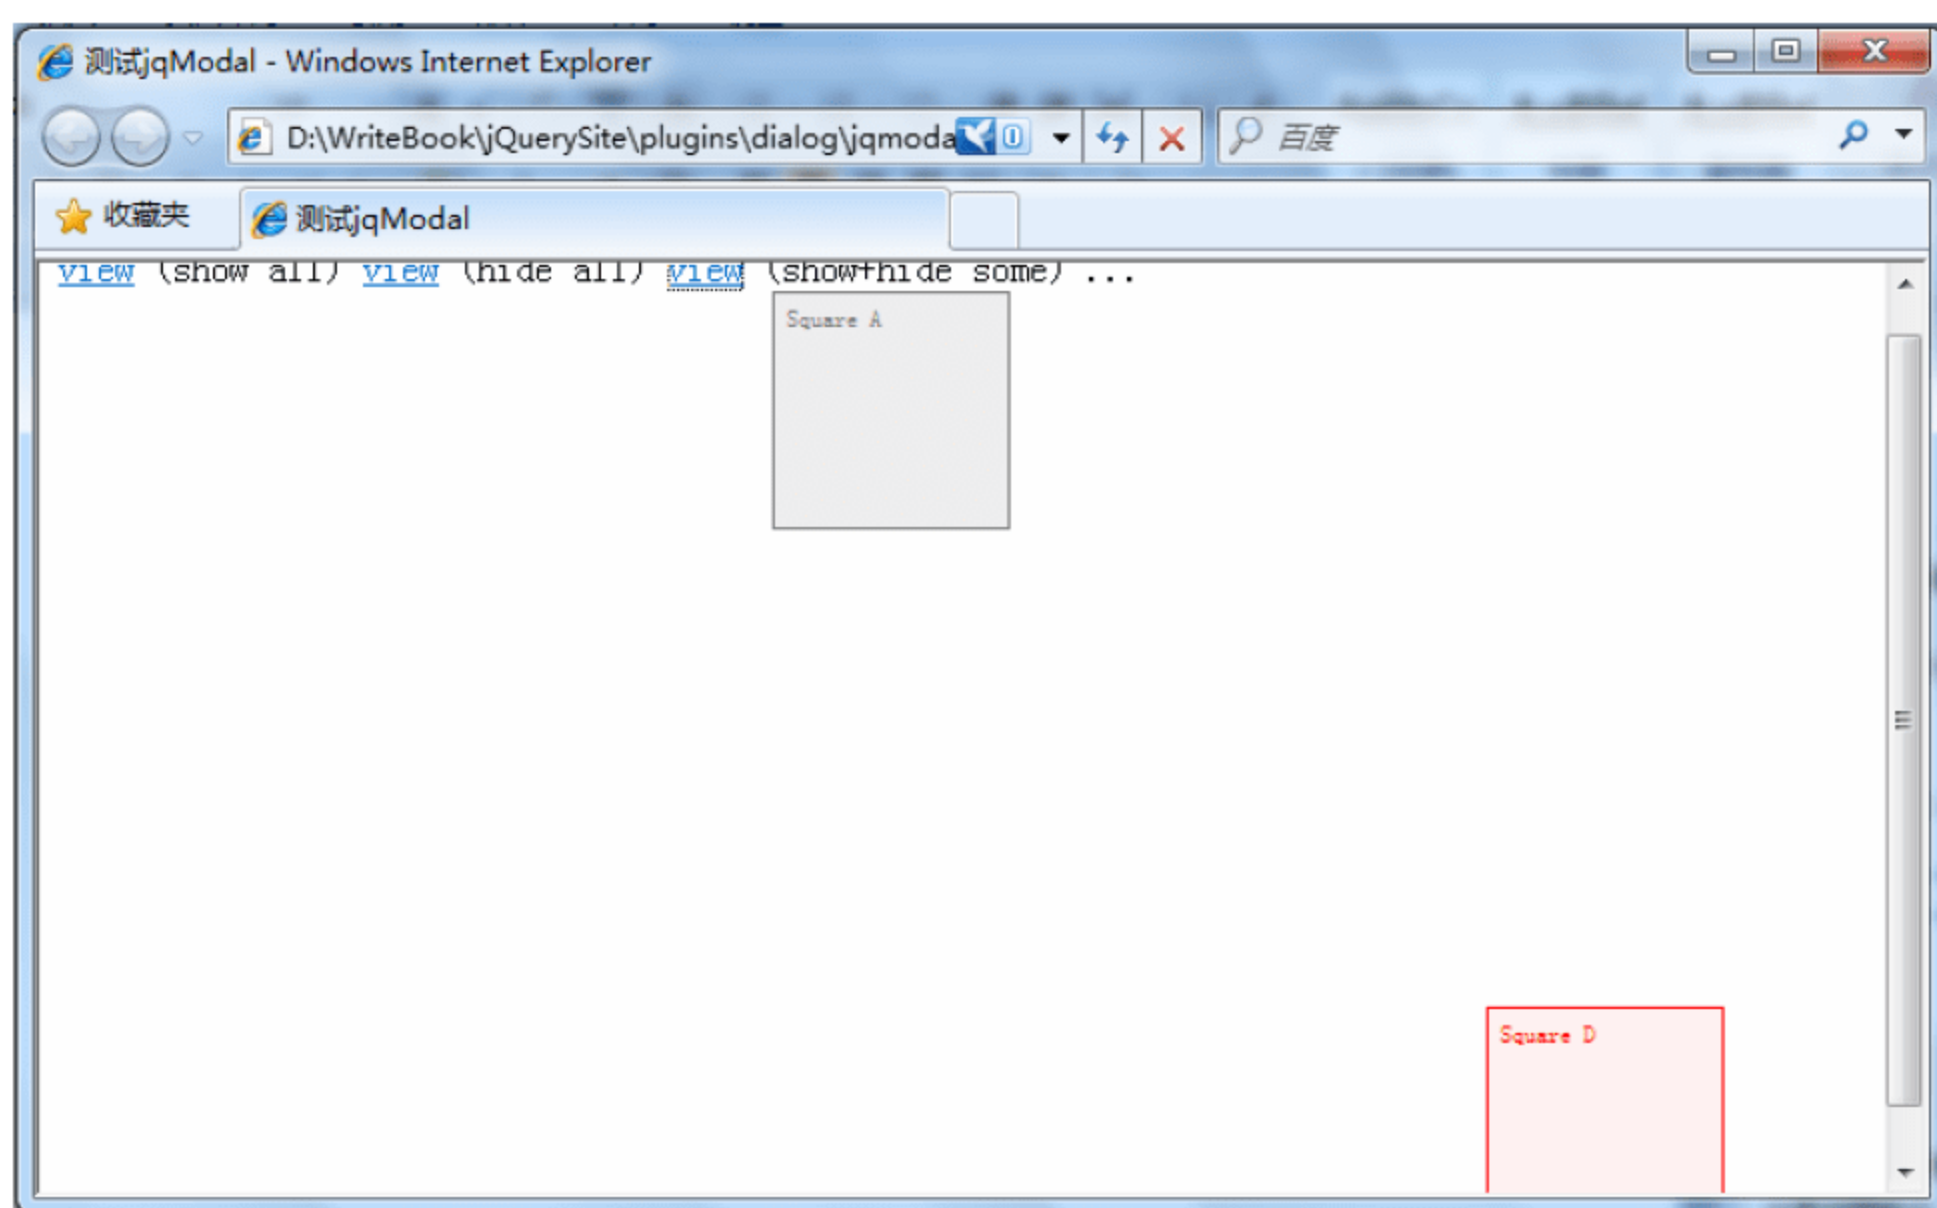 测试jqModal - Windows Internet Explorer
D:\WriteBook\jQuerySite\plugins\dialog\jqmoda
百度
收藏夹
测试jqModal
view (show all) view (hide all) view (show+hide some) ...
Square A
Square D